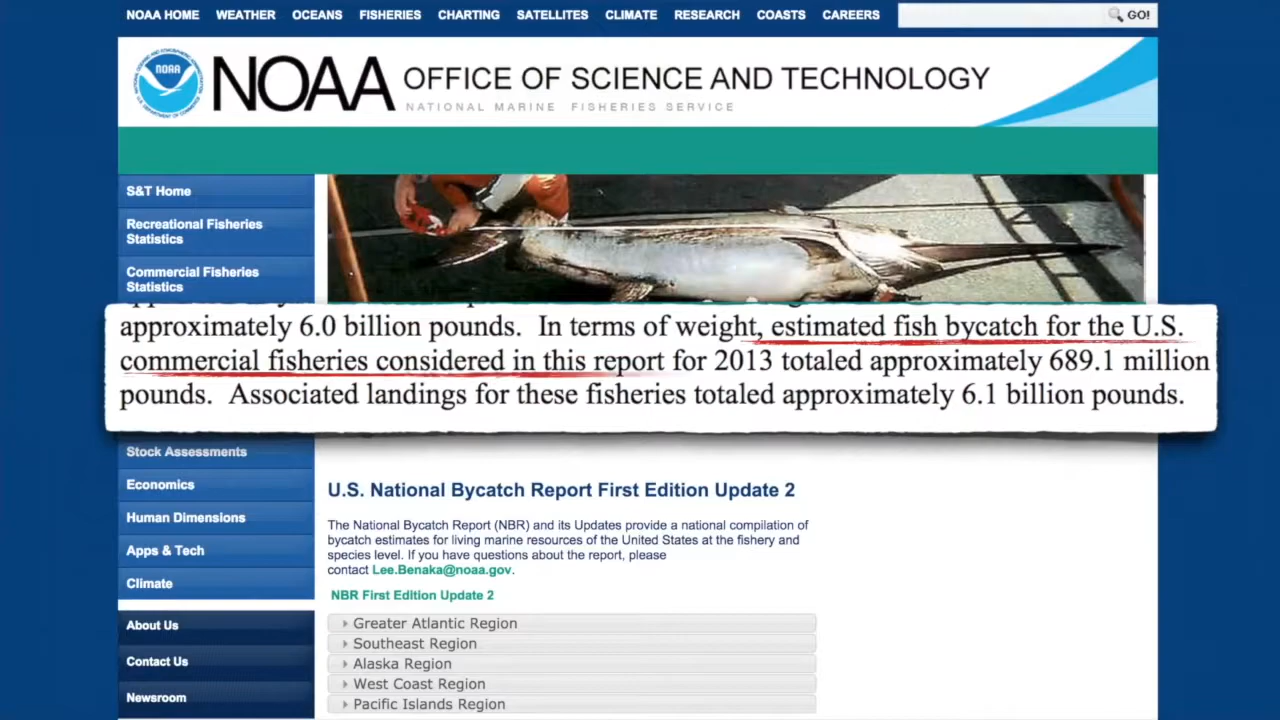 NOAA HOME WEATHER OCEANS FISHERIES CHARTING SATELLITES CLIMATE RESEARCH COASTS CAREERS GO!
NOAA
NOAA OFFICE OF SCIENCE AND TECHNOLOGY
NATIONAL MARINE FISHERIES SERVICE
S&T Home
Recreational Fisheries
Statistics
Commercial Fisheries
Statistics
approximately 6.0 billion pounds. In terms of weight, estimated fish bycatch for the U.S.
commercial fisheries considered in this report for 2013 totaled approximately 689.1 million
pounds. Associated landings for these fisheries totaled approximately 6.1 billion pounds.
Stock Assessments
Economics
Human Dimensions
Apps & Tech
Climate
About Us
Contact Us
Newsroom
U.S. National Bycatch Report First Edition Update 2
The National Bycatch Report (NBR) and its Updates provide a national compilation of
bycatch estimates for living marine resources of the United States at the fishery and
species level. If you have questions about the report, please
contact Lee.Benaka@noaa.gov.
NBR First Edition Update 2
Greater Atlantic Region
Southeast Region
Alaska Region
West Coast Region
Pacific Islands Region